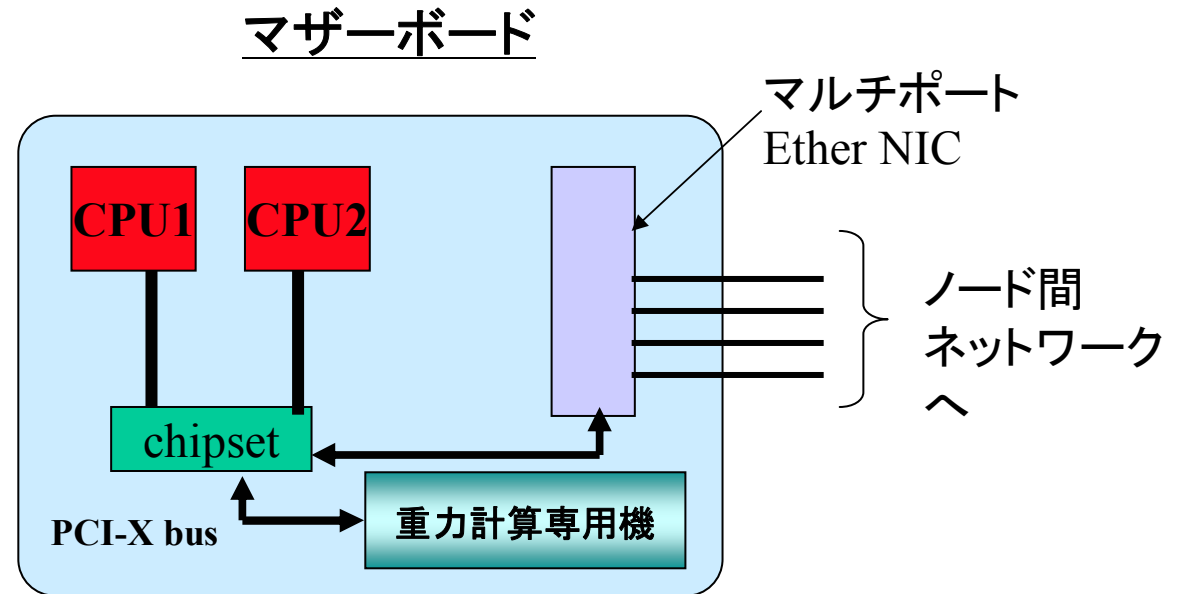 マザーボード
マルチポート
Ether NIC
CPU1
CPU2
ノード間
ネットワーク
へ
chipset
重力計算専用機
PCI-X bus